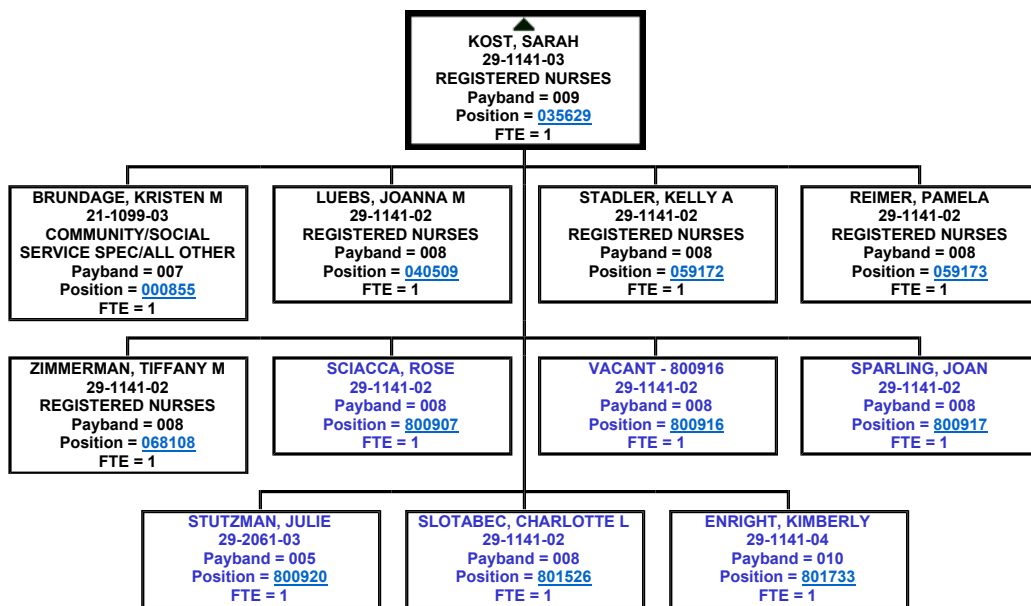 KOST, SARAH
29-1141-03
REGISTERED NURSES
Payband = 009
Position = 035629
FTE = 1
BRUNDAGE, KRISTEN M
21-1099-03
COMMUNITY/SOCIAL
SERVICE SPEC/ALL OTHER
Payband = 007
Position = 000855
FTE = 1
LUEBS, JOANNA M
29-1141-02
REGISTERED NURSES
Payband = 008
Position = 040509
FTE = 1
STADLER, KELLY A
29-1141-02
REGISTERED NURSES
Payband = 008
Position = 059172
FTE = 1
REIMER, PAMELA
29-1141-02
REGISTERED NURSES
Payband = 008
Position = 059173
FTE = 1
ZIMMERMAN, TIFFANY M
29-1141-02
REGISTERED NURSES
Payband = 008
Position = 068108
FTE = 1
SCIACCA, ROSE
29-1141-02
Payband = 008
Position = 800907
FTE = 1
VACANT - 800916
29-1141-02
Payband = 008
Position = 800916
FTE = 1
SPARLING, JOAN
29-1141-02
Payband = 008
Position = 800917
FTE = 1
STUTZMAN, JULIE
29-2061-03
Payband = 005
Position = 800920
FTE = 1
SLOTABEC, CHARLOTTE L
29-1141-02
Payband = 008
Position = 801526
FTE = 1
ENRIGHT, KIMBERLY
29-1141-04
Payband = 010
Position = 801733
FTE = 1